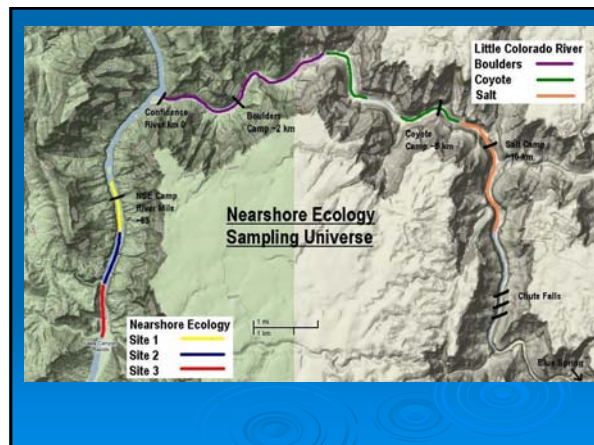 Little Colorado River
Boulders
Coyote
Salt
Confluence
River km 0
Boulders
Camp ~2 km
Coyote
Camp ~9 km
Salt Camp
~10 km
NSE Camp
River Mile
Nearshore Ecology
Sampling Universe
Chute Falls
1 mi
1 km
Nearshore Ecology
Site 1
Site 2
Site 3
Blue Spring